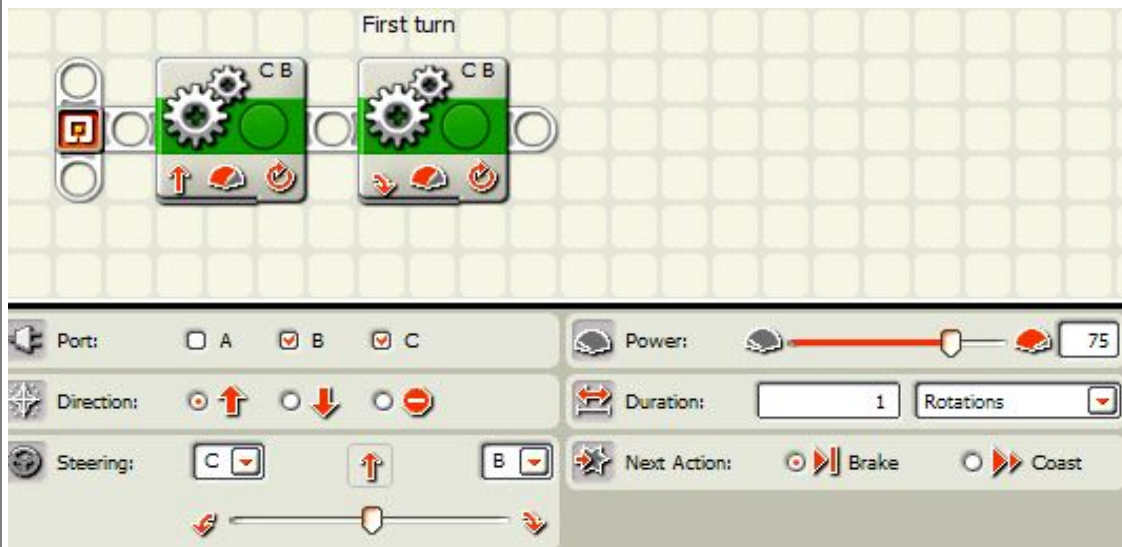 First turn
C B
C B
Port:
A
B
C
Power:
75
Direction:
Duration:
1
Rotations
Steering:
C
B
Next Action:
Brake
Coast